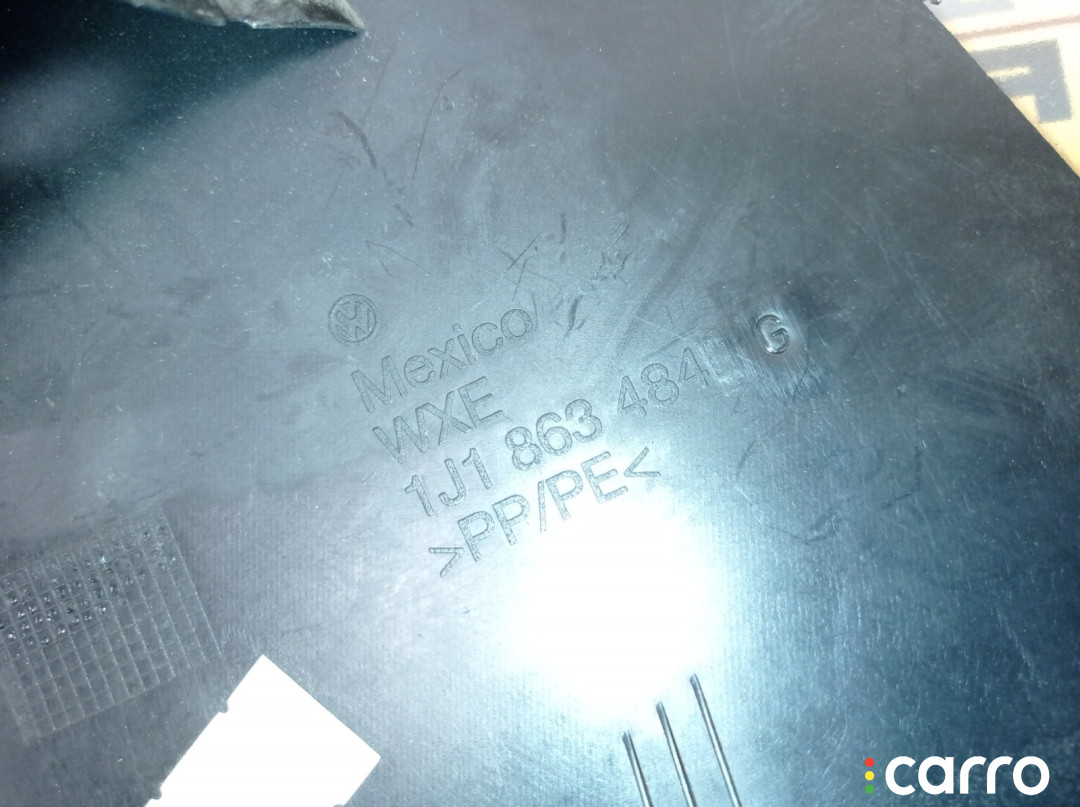 Mexico
WXE
1J1 863 484 G
>PP/PE<
carro